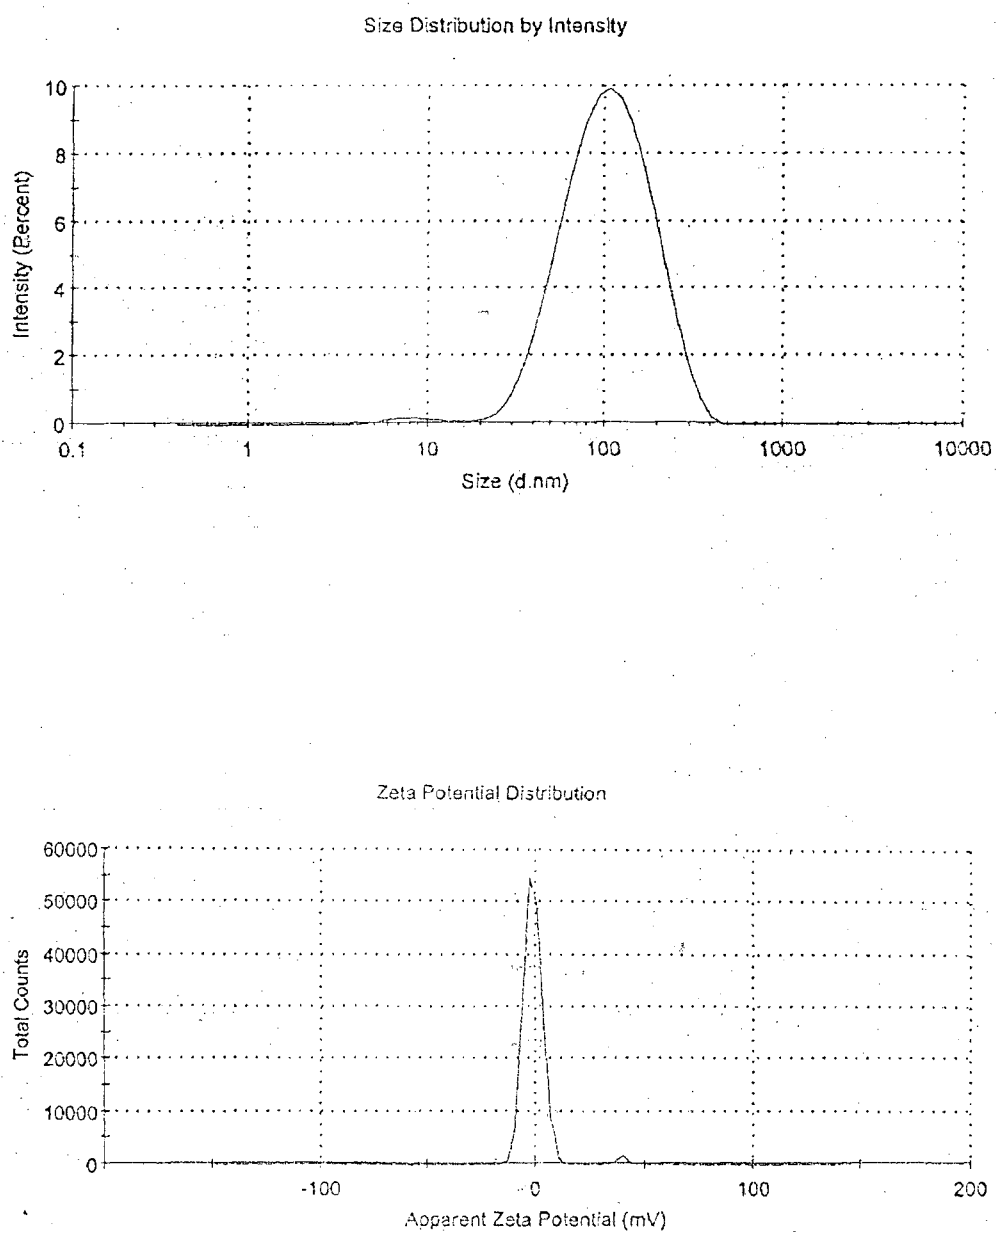 Size Distribution by Intensity
10
8
6
4
2
0
Intensity (Percent)
0.1 1 10 100 1000 10000
Size (d.nm)
Zeta Potential Distribution
60000
50000
40000
30000
20000
10000
0
Total Counts
-100 0 100 200
Apparent Zeta Potential (mV)